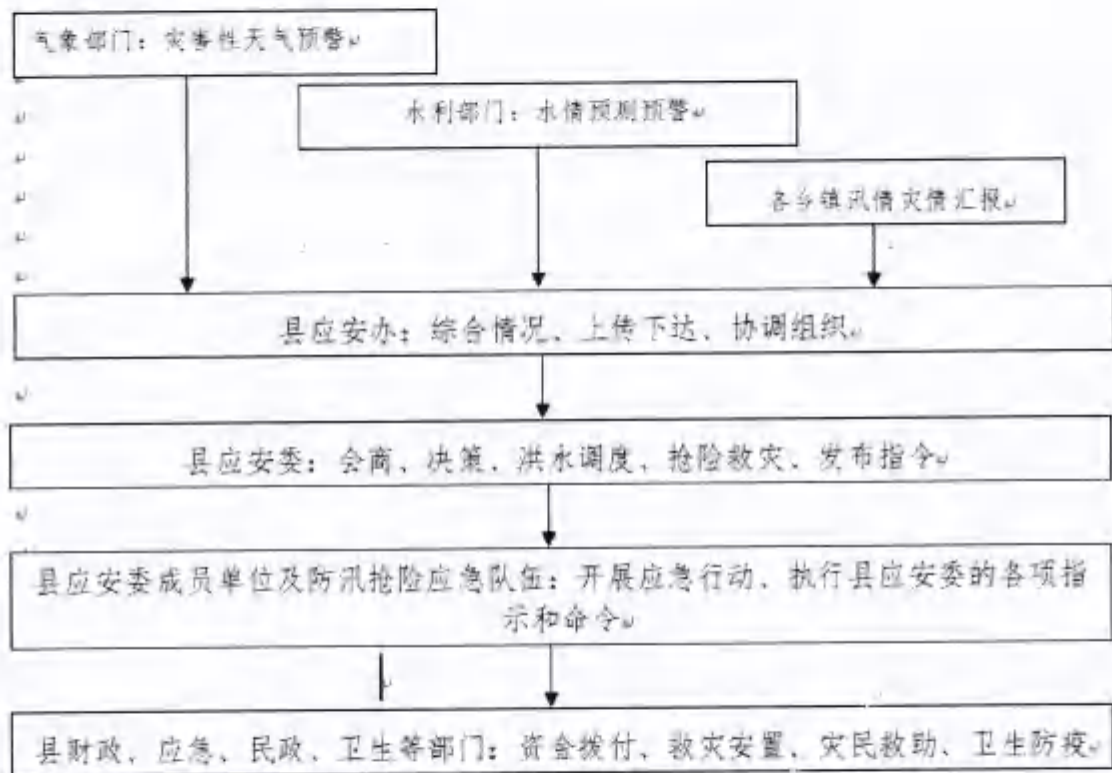 气象部门：灾害性天气预警
水利部门：水情预测预警
各乡镇汛情灾情汇报
县应安办：综合情况、上传下达、协调组织
县应安委：会商、决策、洪水调度、抢险救灾、发布指令
县应安委成员单位及防汛抢险应急队伍：开展应急行动、执行县应安委的各项指
示和命令
县财政、应急、民政、卫生等部门：资金拨付、救灾安置、灾民救助、卫生防疫